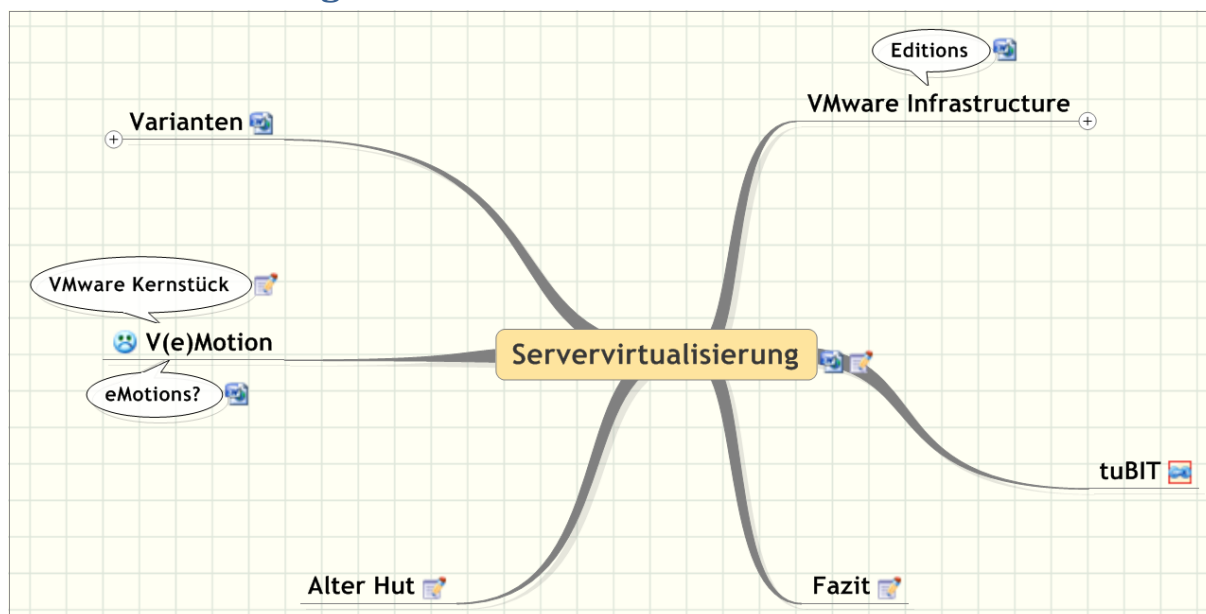 Editions
VMware Infrastructure
Varianten
VMware Kernstück
V(e)Motion
eMotions?
Servervirtualisierung
tuBIT
Alter Hut
Fazit